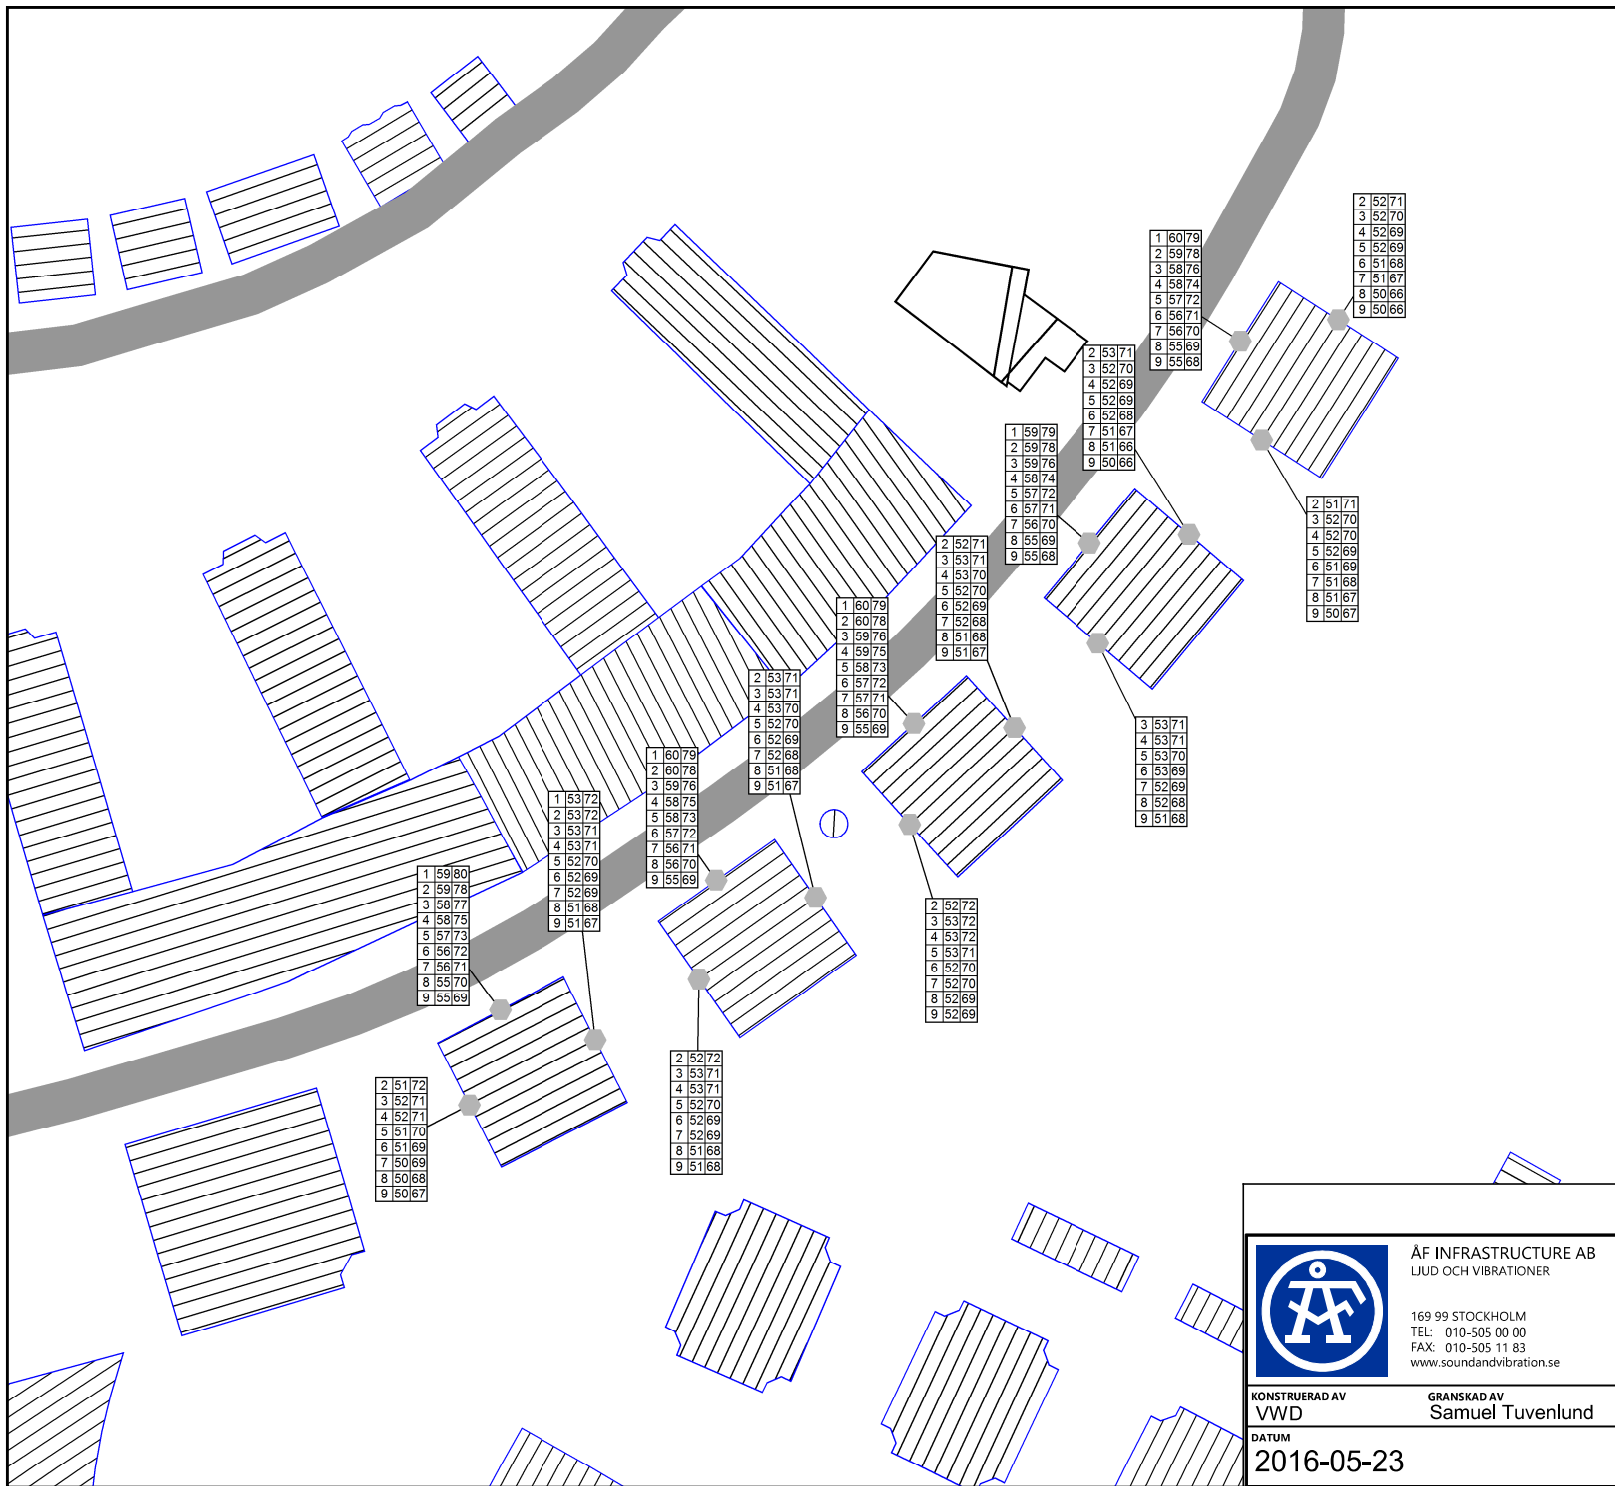 2 52 71
3 52 70
4 52 69
5 52 69
6 51 68
7 51 67
8 50 66
9 50 66
1 60 79
2 59 78
3 58 76
4 58 74
5 57 72
6 56 71
7 56 70
8 55 69
9 55 68
2 53 71
3 52 70
4 52 69
5 52 69
6 52 68
7 51 67
8 51 66
9 50 66
1 59 79
2 59 78
3 59 76
4 58 74
5 57 72
6 57 71
7 56 70
8 55 69
9 55 68
2 51 71
3 52 70
4 52 70
5 52 69
6 51 69
7 51 68
8 51 67
9 50 67
2 52 71
3 53 71
4 53 70
5 52 70
6 52 69
7 52 68
8 51 68
9 51 67
1 60 79
2 60 78
3 59 76
4 59 75
5 58 73
6 57 72
7 57 71
8 56 70
9 55 69
2 53 71
3 53 71
4 53 70
5 52 70
6 52 69
7 52 68
8 51 68
9 51 67
3 53 71
4 53 71
5 53 70
6 53 69
7 52 69
8 52 68
9 51 68
1 60 79
2 60 78
3 59 76
4 58 75
5 58 73
6 57 72
7 56 71
8 56 70
9 55 69
1 53 72
2 53 72
3 53 71
4 53 71
5 52 70
6 52 69
7 52 69
8 51 68
9 51 67
1 59 80
2 59 78
3 58 77
4 58 75
5 57 73
6 56 72
7 56 71
8 55 70
9 55 69
2 52 72
3 53 72
4 53 72
5 53 71
6 52 70
7 52 70
8 52 69
9 52 69
2 52 72
3 53 71
4 53 71
5 52 70
6 52 69
7 52 69
8 51 68
9 51 68
2 51 72
3 52 71
4 52 71
5 51 70
6 51 69
7 50 69
8 50 68
9 50 67
ÅF INFRASTRUCTURE AB
LJUD OCH VIBRATIONER
169 99 STOCKHOLM
TEL: 010-505 00 00
FAX: 010-505 11 83
www.soundandvibration.se
ÅF
KONSTRUERAD AV
VWD
GRANSKAD AV
Samuel Tuvenlund
DATUM
2016-05-23